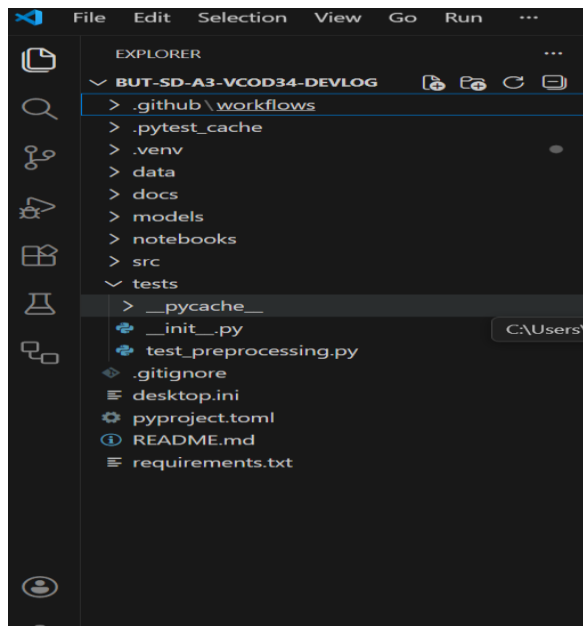 File Edit Selection View Go Run ...
EXPLORER ...
BUT-SD-A3-VCOD34-DEVLOG
.github\workflows
.pytest_cache
.venv
data
docs
models
notebooks
src
tests
__pycache__
__init__.py
C:\Users\
test_preprocessing.py
.gitignore
desktop.ini
pyproject.toml
README.md
requirements.txt